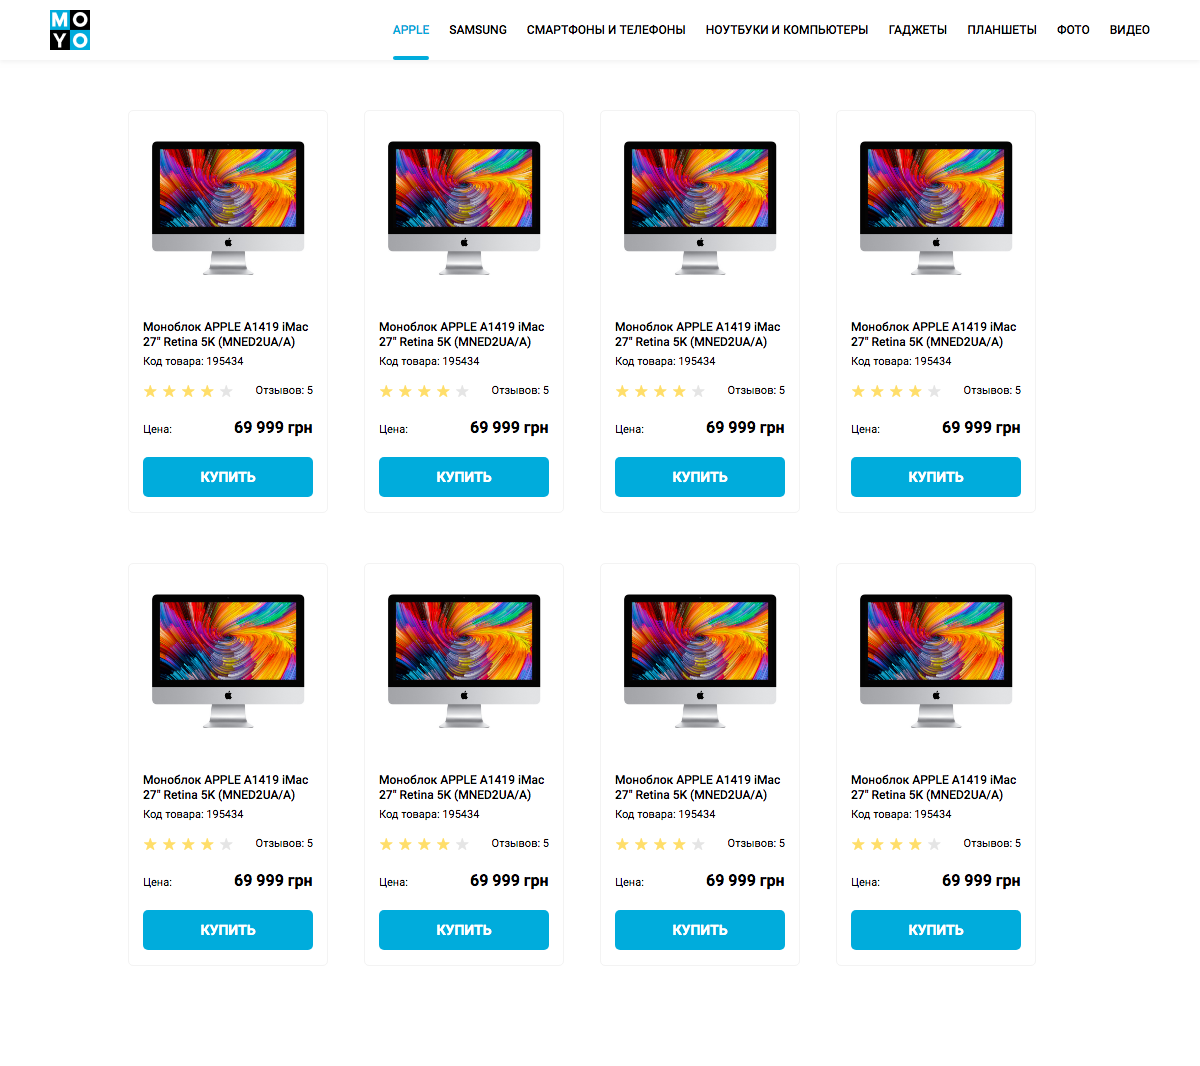 MO
YO
APPLE SAMSUNG СМАРТФОНЫ И ТЕЛЕФОНЫ НОУТБУКИ И КОМПЬЮТЕРЫ ГАДЖЕТЫ ПЛАНШЕТЫ ФОТО ВИДЕО
Моноблок APPLE A1419 iMac
27" Retina 5K (MNED2UA/A)
Код товара: 195434
Отзывов: 5
Цена: 69 999 грн
КУПИТЬ
Моноблок APPLE A1419 iMac
27" Retina 5K (MNED2UA/A)
Код товара: 195434
Отзывов: 5
Цена: 69 999 грн
КУПИТЬ
Моноблок APPLE A1419 iMac
27" Retina 5K (MNED2UA/A)
Код товара: 195434
Отзывов: 5
Цена: 69 999 грн
КУПИТЬ
Моноблок APPLE A1419 iMac
27" Retina 5K (MNED2UA/A)
Код товара: 195434
Отзывов: 5
Цена: 69 999 грн
КУПИТЬ
Моноблок APPLE A1419 iMac
27" Retina 5K (MNED2UA/A)
Код товара: 195434
Отзывов: 5
Цена: 69 999 грн
КУПИТЬ
Моноблок APPLE A1419 iMac
27" Retina 5K (MNED2UA/A)
Код товара: 195434
Отзывов: 5
Цена: 69 999 грн
КУПИТЬ
Моноблок APPLE A1419 iMac
27" Retina 5K (MNED2UA/A)
Код товара: 195434
Отзывов: 5
Цена: 69 999 грн
КУПИТЬ
Моноблок APPLE A1419 iMac
27" Retina 5K (MNED2UA/A)
Код товара: 195434
Отзывов: 5
Цена: 69 999 грн
КУПИТЬ